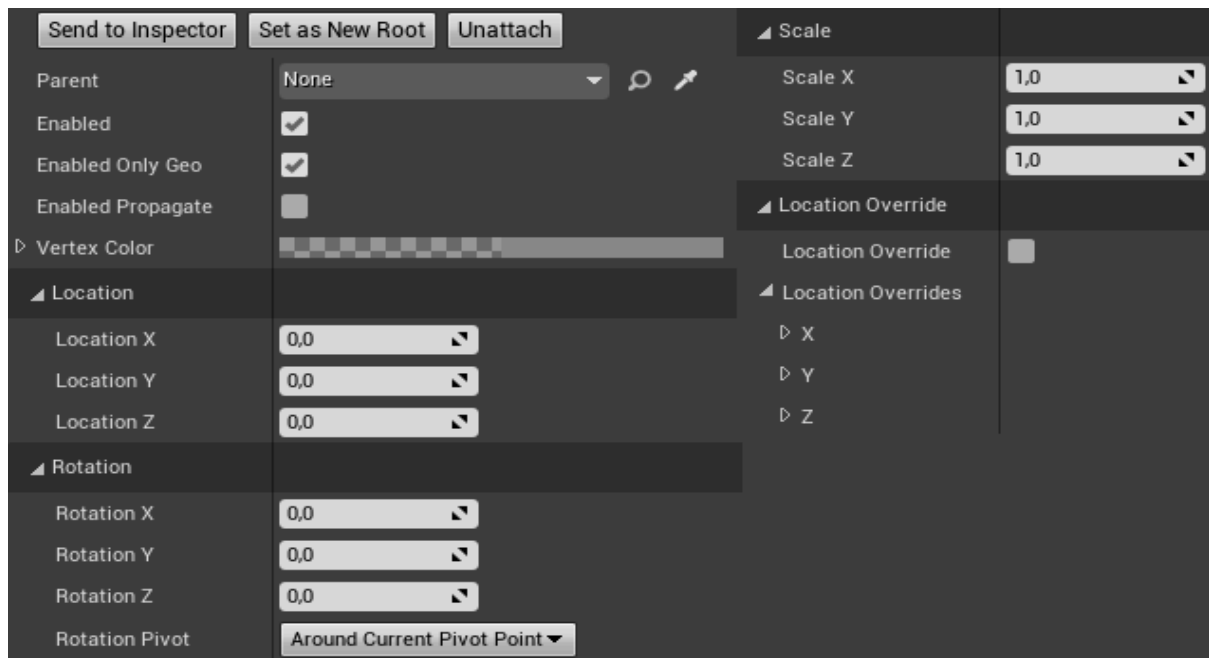 Send to Inspector Set as New Root Unattach
Parent None
Enabled
Enabled Only Geo
Enabled Propagate
Vertex Color
Location
Location X 0,0
Location Y 0,0
Location Z 0,0
Rotation
Rotation X 0,0
Rotation Y 0,0
Rotation Z 0,0
Rotation Pivot Around Current Pivot Point
Scale
Scale X 1,0
Scale Y 1,0
Scale Z 1,0
Location Override
Location Override
Location Overrides
X
Y
Z